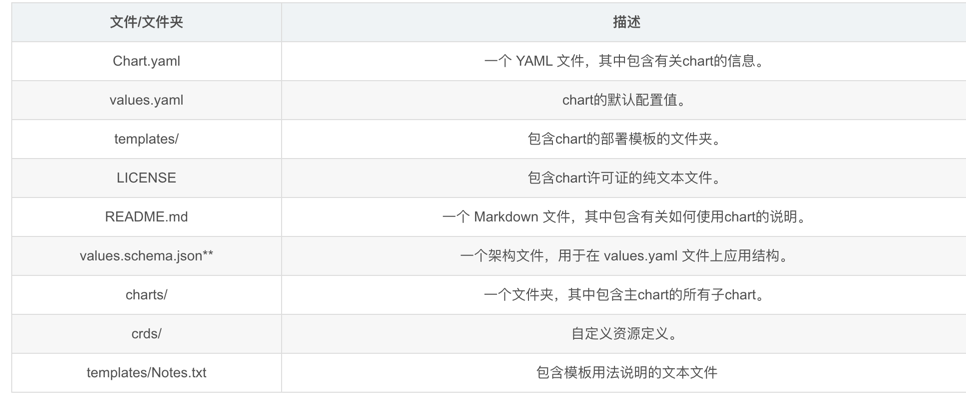 文件/文件夹 描述
Chart.yaml 一个 YAML 文件，其中包含有关chart的信息。
values.yaml chart的默认配置值。
templates/ 包含chart的部署模板的文件夹。
LICENSE 包含chart许可证的纯文本文件。
README.md 一个 Markdown 文件，其中包含有关如何使用chart的说明。
values.schema.json** 一个架构文件，用于在 values.yaml 文件上应用结构。
charts/ 一个文件夹，其中包含主chart的所有子chart。
crds/ 自定义资源定义。
templates/Notes.txt 包含模板用法说明的文本文件